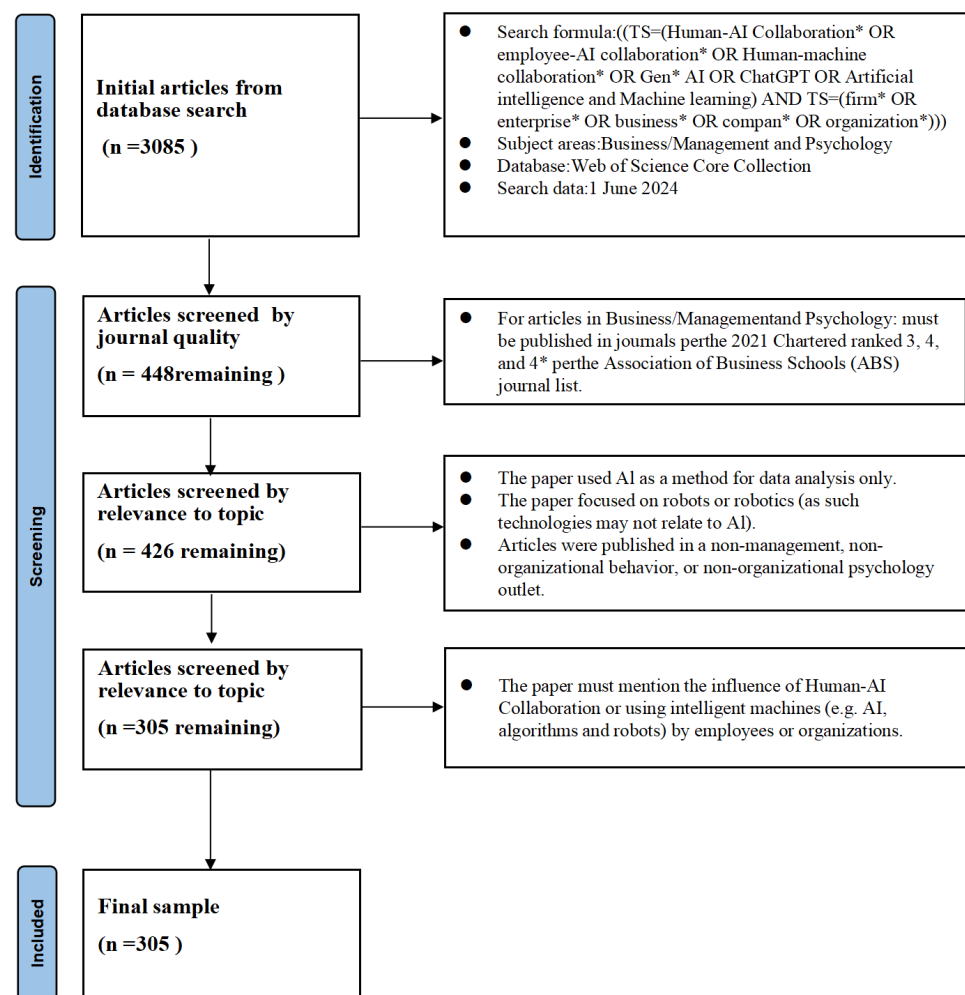 Identification
Initial articles from
database search
(n =3085 )
● Search formula:((TS=(Human-AI Collaboration* OR
employee-AI collaboration* OR Human-machine
collaboration* OR Gen* AI OR ChatGPT OR Artificial
intelligence and Machine learning) AND TS=(firm* OR
enterprise* OR business* OR compan* OR organization*)))
● Subject areas:Business/Management and Psychology
● Database:Web of Science Core Collection
● Search data:1 June 2024
Screening
Articles screened by
journal quality
(n = 448remaining )
● For articles in Business/Managementand Psychology: must
be published in journals perthe 2021 Chartered ranked 3, 4,
and 4* perthe Association of Business Schools (ABS)
journal list.
Articles screened by
relevance to topic
(n = 426 remaining)
● The paper used Al as a method for data analysis only.
● The paper focused on robots or robotics (as such
technologies may not relate to Al).
● Articles were published in a non-management, non-
organizational behavior, or non-organizational psychology
outlet.
Articles screened by
relevance to topic
(n =305 remaining)
● The paper must mention the influence of Human-AI
Collaboration or using intelligent machines (e.g. AI,
algorithms and robots) by employees or organizations.
Included
Final sample
(n =305 )